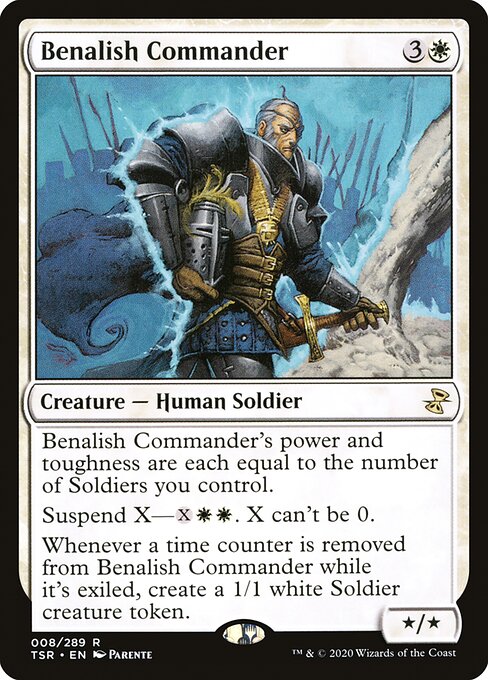 Benalish Commander 3
Creature — Human Soldier
Benalish Commander's power and
toughness are each equal to the number
of Soldiers you control.
Suspend X—X. X can't be 0.
Whenever a time counter is removed
from Benalish Commander while
it's exiled, create a 1/1 white Soldier
creature token.
★/★
008/289 R
TSR • EN Parente
™ & © 2020 Wizards of the Coast